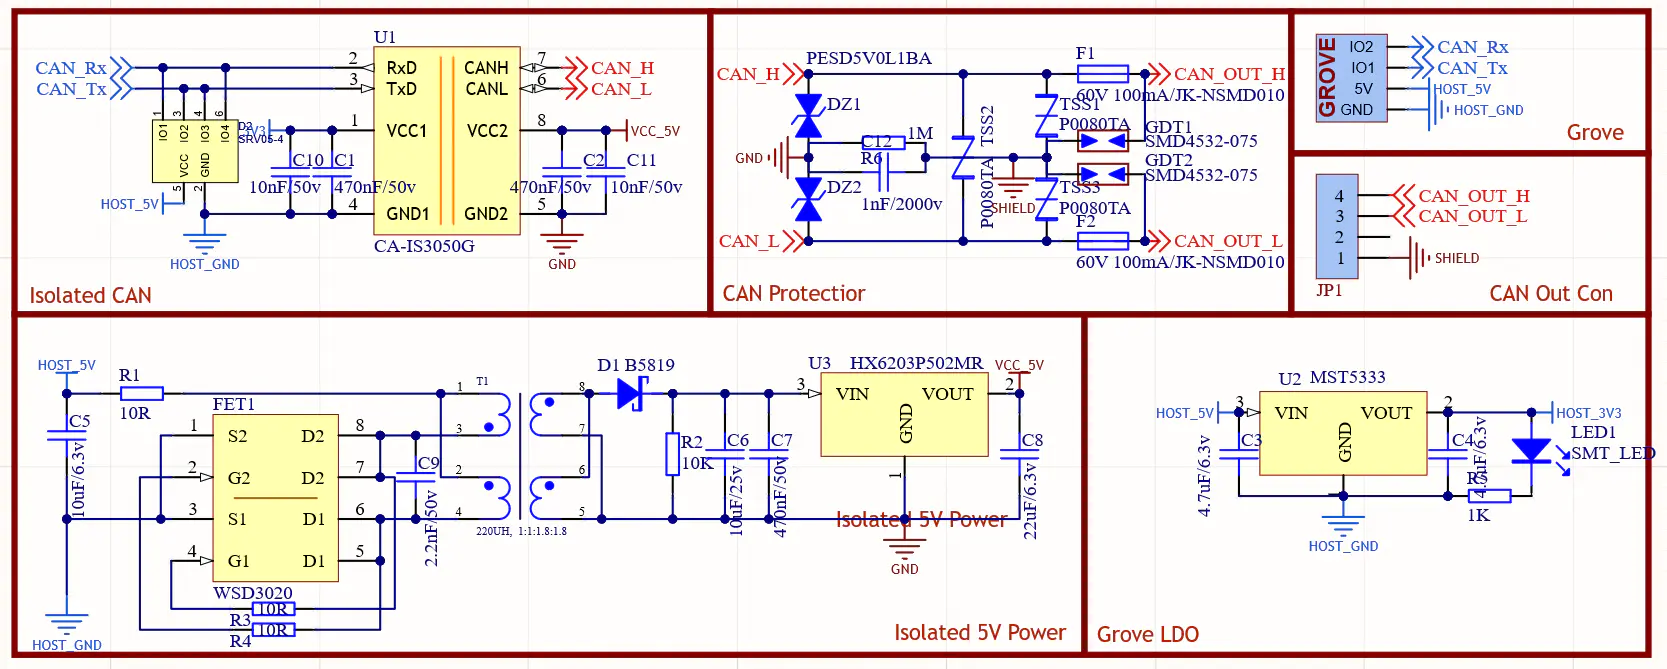 U1
CAN_Rx
CAN_Tx
2
3
RxD
TxD
CANH
CANL
7
6
CAN_H
CAN_L
1
3
4
6
IO1
IO2
IO3
IO4
VCC
GND
5
2
D2
SRV05-4
3V3
1
VCC1
VCC2
8
VCC_5V
C10
C1
10nF/50v
470nF/50v
C2
C11
470nF/50v
10nF/50v
HOST_5V
4
GND1
GND2
5
CA-IS3050G
HOST_GND
GND
Isolated CAN
PESD5V0L1BA
CAN_H
F1
CAN_OUT_H
60V 100mA/JK-NSMD010
DZ1
TSS2
P0080TA
TSS1
P0080TA
GDT1
SMD4532-075
GND
C12
1M
R6
1nF/2000v
GDT2
SMD4532-075
DZ2
SHIELD
TSS3
P0080TA
F2
CAN_L
CAN_OUT_L
60V 100mA/JK-NSMD010
CAN Protectior
GROVE
IO2
IO1
5V
GND
CAN_Rx
CAN_Tx
HOST_5V
HOST_GND
Grove
4
3
2
1
CAN_OUT_H
CAN_OUT_L
SHIELD
JP1
CAN Out Con
HOST_5V
R1
10R
C5
10uF/6.3v
FET1
1
2
3
4
S2
G2
S1
G1
D2
D2
D1
D1
8
7
6
5
WSD3020
R3
10R
R4
10R
HOST_GND
C9
2.2nF/50v
T1
1
3
2
4
8
7
6
5
220UH, 1:1:1.8:1.8
D1 B5819
R2
10K
C6
10uF/25v
C7
470nF/50v
U3
HX6203P502MR
3
VIN
VOUT
GND
2
1
VCC_5V
C8
22uF/6.3v
Isolated 5V Power
GND
Isolated 5V Power
U2 MST5333
HOST_5V
3
VIN
VOUT
GND
2
HOST_3V3
C3
4.7uF/6.3v
C4
LED1
SMT_LED
R5
1K
HOST_GND
Grove LDO